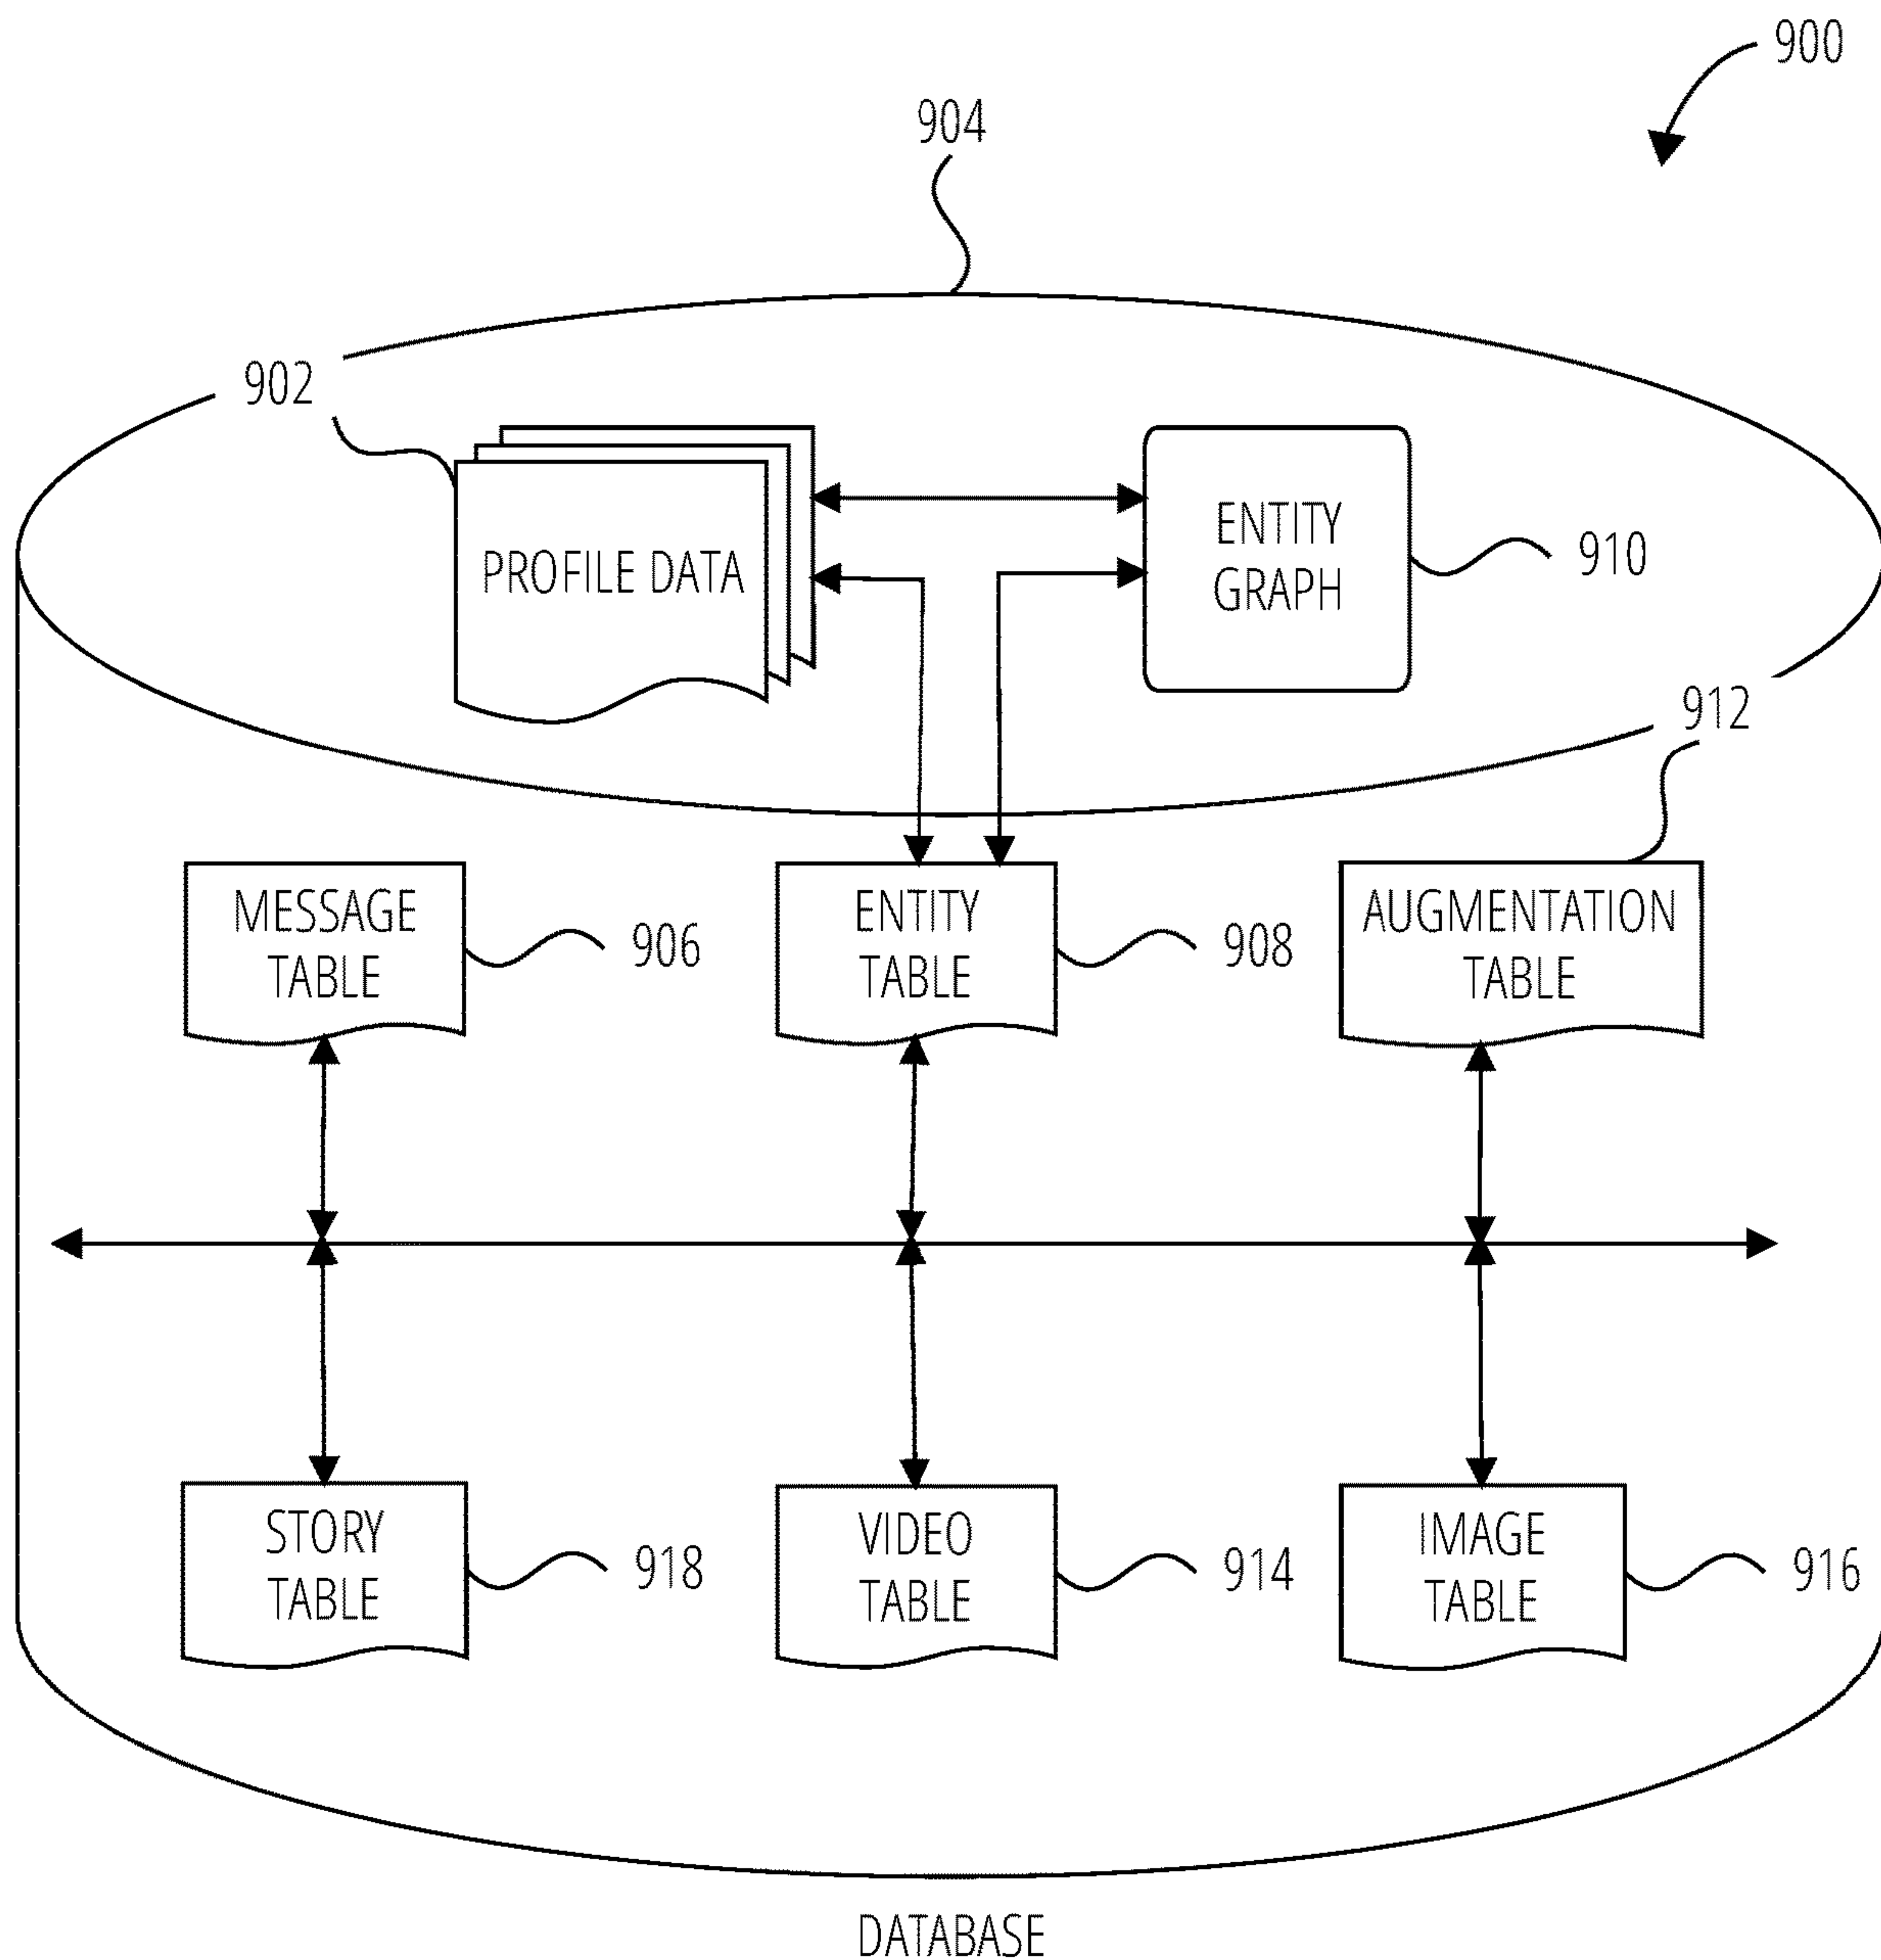 900
904
902
PROFILE DATA
ENTITY
GRAPH
910
912
MESSAGE
TABLE
906
ENTITY
TABLE
908
AUGMENTATION
TABLE
STORY
TABLE
918
VIDEO
TABLE
914
IMAGE
TABLE
916
DATABASE